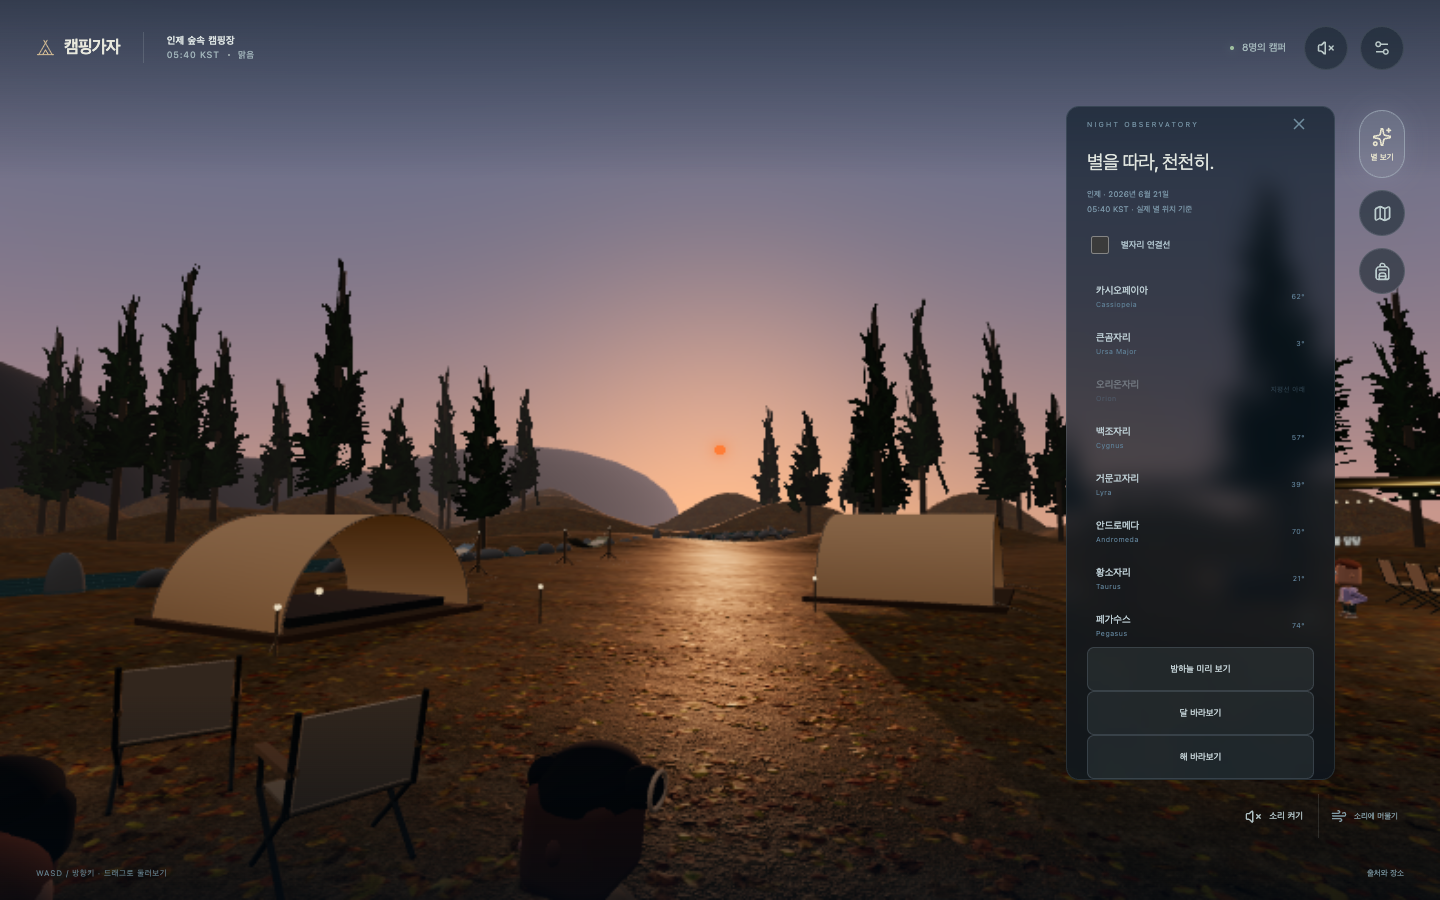 캠핑가자
인제 숲속 캠핑장
05:40 KST · 맑음
8명의 캠퍼
NIGHT OBSERVATORY
별을 따라, 천천히.
인제 · 2026년 6월 21일
05:40 KST · 실제 별 위치 기준
별자리 연결선
카시오페이아
Cassiopeia
62°
큰곰자리
Ursa Major
3°
오리온자리
Orion
지평선 아래
백조자리
Cygnus
57°
거문고자리
Lyra
39°
안드로메다
Andromeda
70°
황소자리
Taurus
21°
페가수스
Pegasus
74°
밤하늘 미리 보기
달 바라보기
해 바라보기
별 보기
소리 켜기
소리에 머물기
WASD / 방향키 · 드래그로 둘러보기
출처와 장소